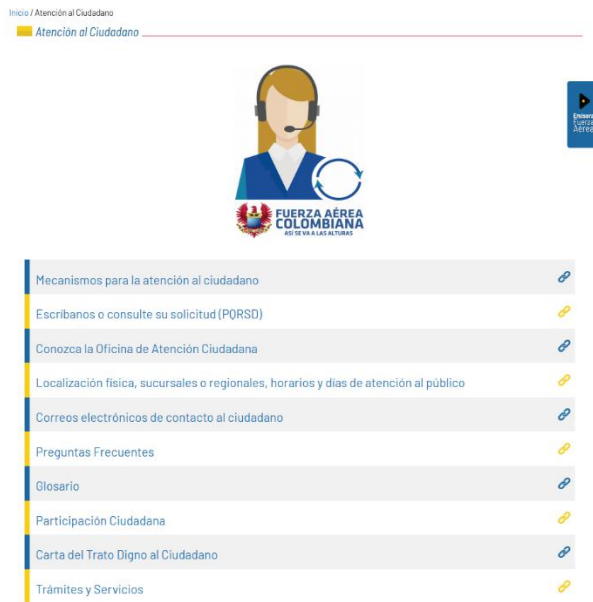 Inicio / Atención al Ciudadano
Atención al Ciudadano
Emisora
Fuerza
Aérea
FUERZA AÉREA
COLOMBIANA
ASÍ SE VA A LAS ALTURAS
Mecanismos para la atención al ciudadano
Escríbanos o consulte su solicitud (PQRSD)
Conozca la Oficina de Atención Ciudadana
Localización física, sucursales o regionales, horarios y días de atención al público
Correos electrónicos de contacto al ciudadano
Preguntas Frecuentes
Glosario
Participación Ciudadana
Carta del Trato Digno al Ciudadano
Trámites y Servicios